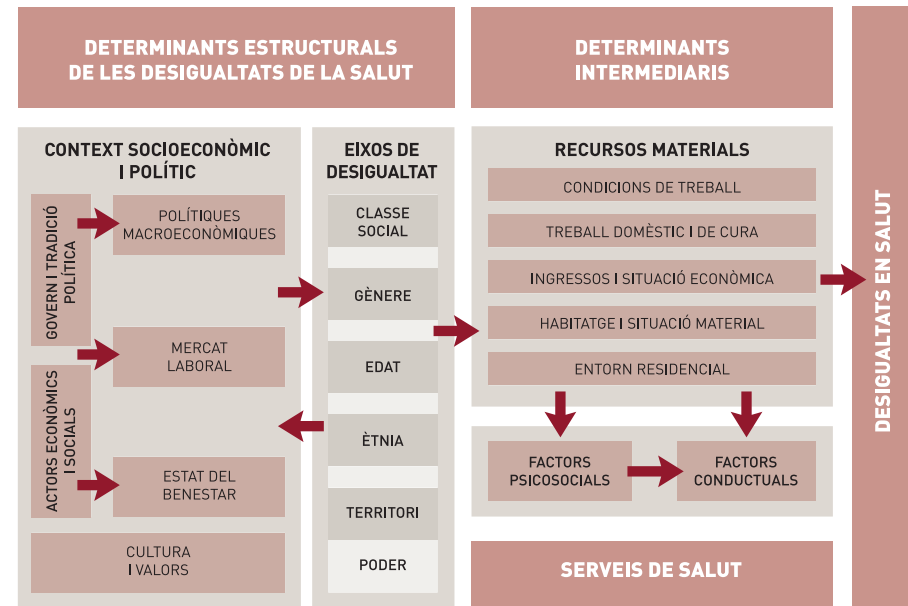 DETERMINANTS ESTRUCTURALS
DE LES DESIGUALTATS DE LA SALUT
DETERMINANTS
INTERMEDIARIS
CONTEXT SOCIOECONÒMIC
I POLÍTIC
GOVERN I TRADICIÓ
POLÍTICA
POLÍTIQUES
MACROECONÒMIQUES
MERCAT
LABORAL
ACTORS ECONÒMICS
I SOCIALS
ESTAT DEL
BENESTAR
CULTURA
I VALORS
EIXOS DE
DESIGUALTAT
CLASSE
SOCIAL
GÈNERE
EDAT
ÈTNIA
TERRITORI
PODER
RECURSOS MATERIALS
CONDICIONS DE TREBALL
TREBALL DOMÈSTIC I DE CURA
INGRESSOS I SITUACIÓ ECONÒMICA
HABITATGE I SITUACIÓ MATERIAL
ENTORN RESIDENCIAL
FACTORS
PSICOSOCIALS
FACTORS
CONDUCTUALS
SERVEIS DE SALUT
DESIGUALTATS EN SALUT